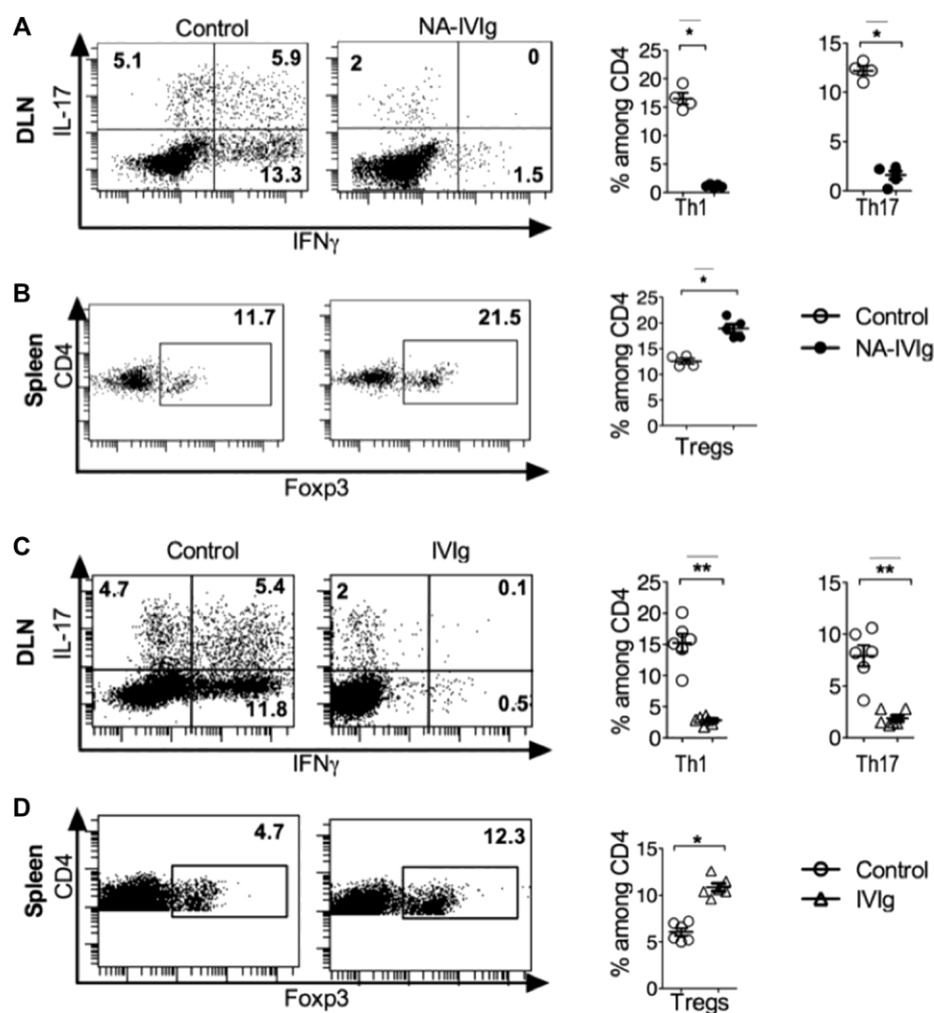 A
Control
NA-IVIg
DLN
IL-17
5.1
5.9
13.3
2
0
1.5
IFNγ
% among CD4
25
20
15
10
5
0
*
Th1
15
10
5
0
*
Th17
B
Spleen
CD4
11.7
21.5
Foxp3
% among CD4
25
20
15
10
5
0
*
Tregs
Control
NA-IVIg
C
Control
IVIg
DLN
IL-17
4.7
5.4
11.8
2
0.1
0.5
IFNγ
% among CD4
25
20
15
10
5
0
**
Th1
15
10
5
0
**
Th17
D
Spleen
CD4
4.7
12.3
Foxp3
% among CD4
15
10
5
0
*
Tregs
Control
IVIg